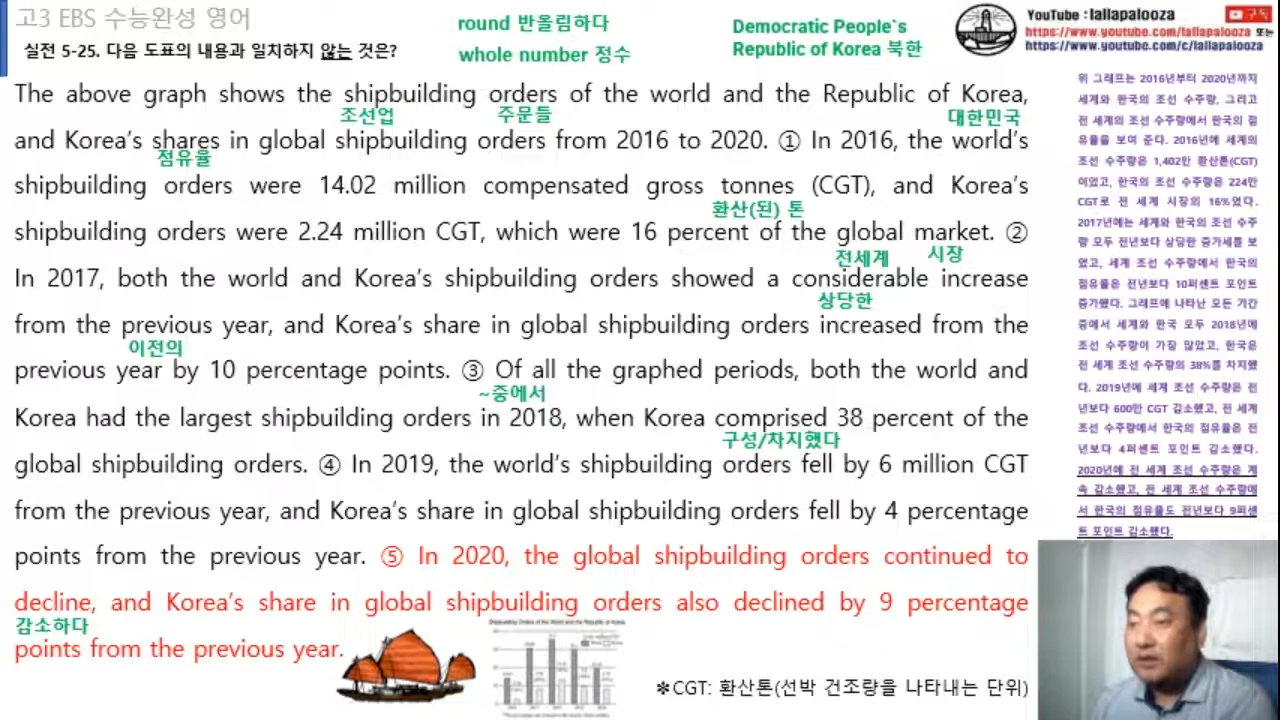 고3 EBS 수능완성 영어
실전 5-25. 다음 도표의 내용과 일치하지 않는 것은?
round 반올림하다
whole number 정수
Democratic People`s
Republic of Korea 북한
YouTube : lallapalooza
구독
https://www.youtube.com/lallapalooza 또는
https://www.youtube.com/c/lallapalooza
The above graph shows the shipbuilding orders of the world and the Republic of Korea,
조선업 주문들 대한민국
and Korea's shares in global shipbuilding orders from 2016 to 2020. ① In 2016, the world's
점유율
shipbuilding orders were 14.02 million compensated gross tonnes (CGT), and Korea's
환산(된) 톤
shipbuilding orders were 2.24 million CGT, which were 16 percent of the global market. ②
전세계 시장
In 2017, both the world and Korea's shipbuilding orders showed a considerable increase
상당한
from the previous year, and Korea's share in global shipbuilding orders increased from the
이전의
previous year by 10 percentage points. ③ Of all the graphed periods, both the world and
~중에서
Korea had the largest shipbuilding orders in 2018, when Korea comprised 38 percent of the
구성/차지했다
global shipbuilding orders. ④ In 2019, the world's shipbuilding orders fell by 6 million CGT
from the previous year, and Korea's share in global shipbuilding orders fell by 4 percentage
points from the previous year. ⑤ In 2020, the global shipbuilding orders continued to
decline, and Korea's share in global shipbuilding orders also declined by 9 percentage
감소하다
points from the previous year.
✻CGT: 환산톤(선박 건조량을 나타내는 단위)
위 그래프는 2016년부터 2020년까지
세계와 한국의 조선 수주량, 그리고
전 세계의 조선 수주량에서 한국의 점
유율을 보여 준다. 2016년에 세계의
조선 수주량은 1,402만 환산톤(CGT)
이었고, 한국의 조선 수주량은 224만
CGT로 전 세계 시장의 16%였다.
2017년에는 세계와 한국의 조선 수주
량 모두 전년보다 상당한 증가세를 보
였고, 세계 조선 수주량에서 한국의
점유율은 전년보다 10퍼센트 포인트
증가했다. 그래프에 나타난 모든 기간
중에서 세계와 한국 모두 2018년에
조선 수주량이 가장 많았고, 한국은
전 세계 조선 수주량의 38%를 차지했
다. 2019년에 세계 조선 수주량은 전
년보다 600만 CGT 감소했고, 전 세계
조선 수주량에서 한국의 점유율은 전
년보다 4퍼센트 포인트 감소했다.
2020년에 전 세계 조선 수주량은 계
속 감소했고, 전 세계 조선 수주량에
서 한국의 점유율도 전년보다 9퍼센
트 포인트 감소했다.
Shipbuilding Orders of the World and the Republic of Korea